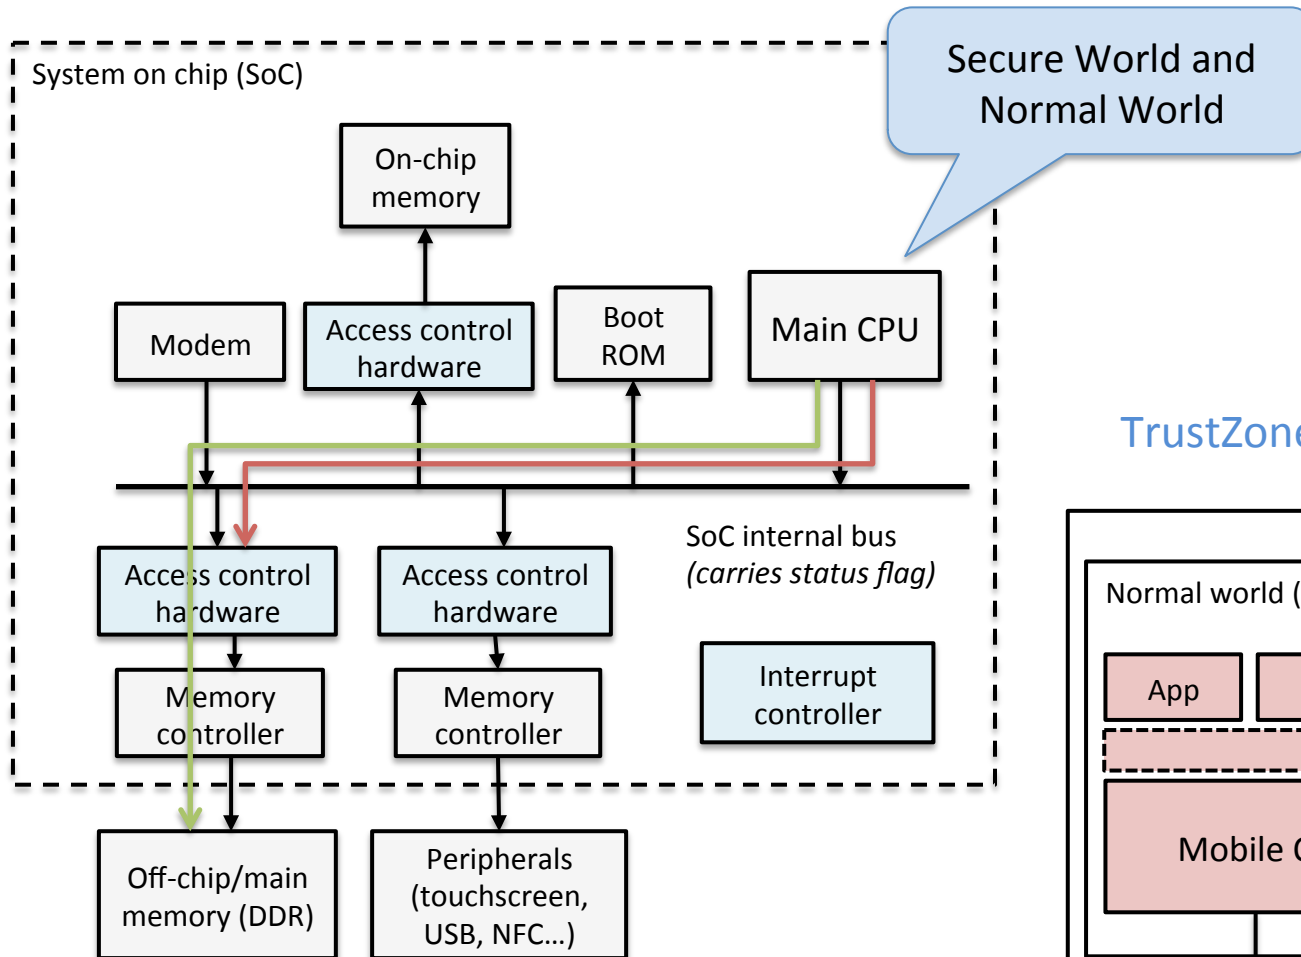 Secure World and
Normal World
System on chip (SoC)
On-chip
memory
Modem
Access control
hardware
Boot
ROM
Main CPU
SoC internal bus
(carries status flag)
Access control
hardware
Access control
hardware
Memory
controller
Memory
controller
Interrupt
controller
Off-chip/main
memory (DDR)
Peripherals
(touchscreen,
USB, NFC...)
TrustZone
Normal world (
App
Mobile